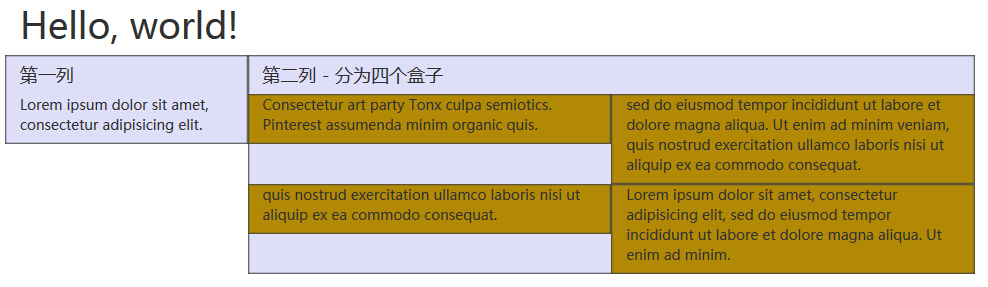 Hello, world!
第一列
Lorem ipsum dolor sit amet,
consectetur adipisicing elit.
第二列 - 分为四个盒子
Consectetur art party Tonx culpa semiotics.
Pinterest assumenda minim organic quis.
sed do eiusmod tempor incididunt ut labore et
dolore magna aliqua. Ut enim ad minim veniam,
quis nostrud exercitation ullamco laboris nisi ut
aliquip ex ea commodo consequat.
quis nostrud exercitation ullamco laboris nisi ut
aliquip ex ea commodo consequat.
Lorem ipsum dolor sit amet, consectetur
adipisicing elit, sed do eiusmod tempor
incididunt ut labore et dolore magna aliqua. Ut
enim ad minim.